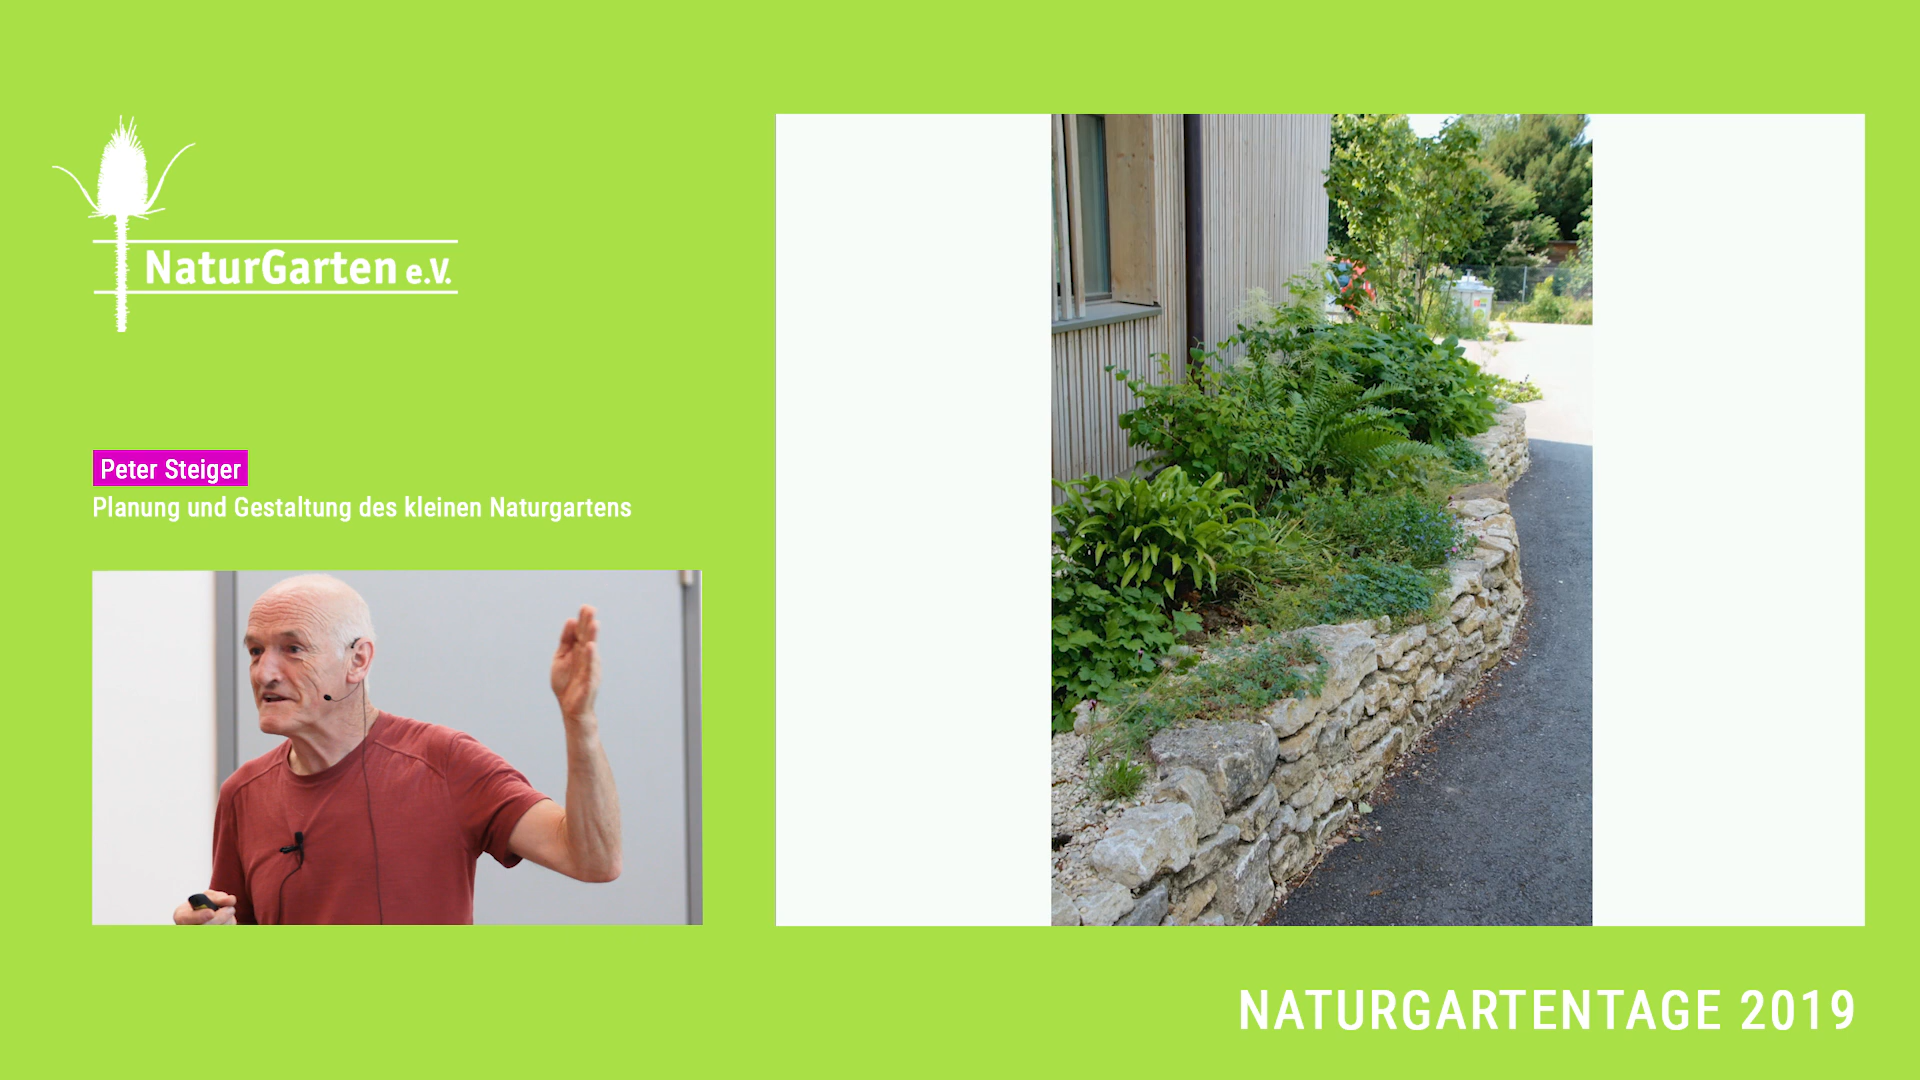 NaturGarten e.V.
Peter Steiger
Planung und Gestaltung des kleinen Naturgartens
NATURGARTENTAGE 2019